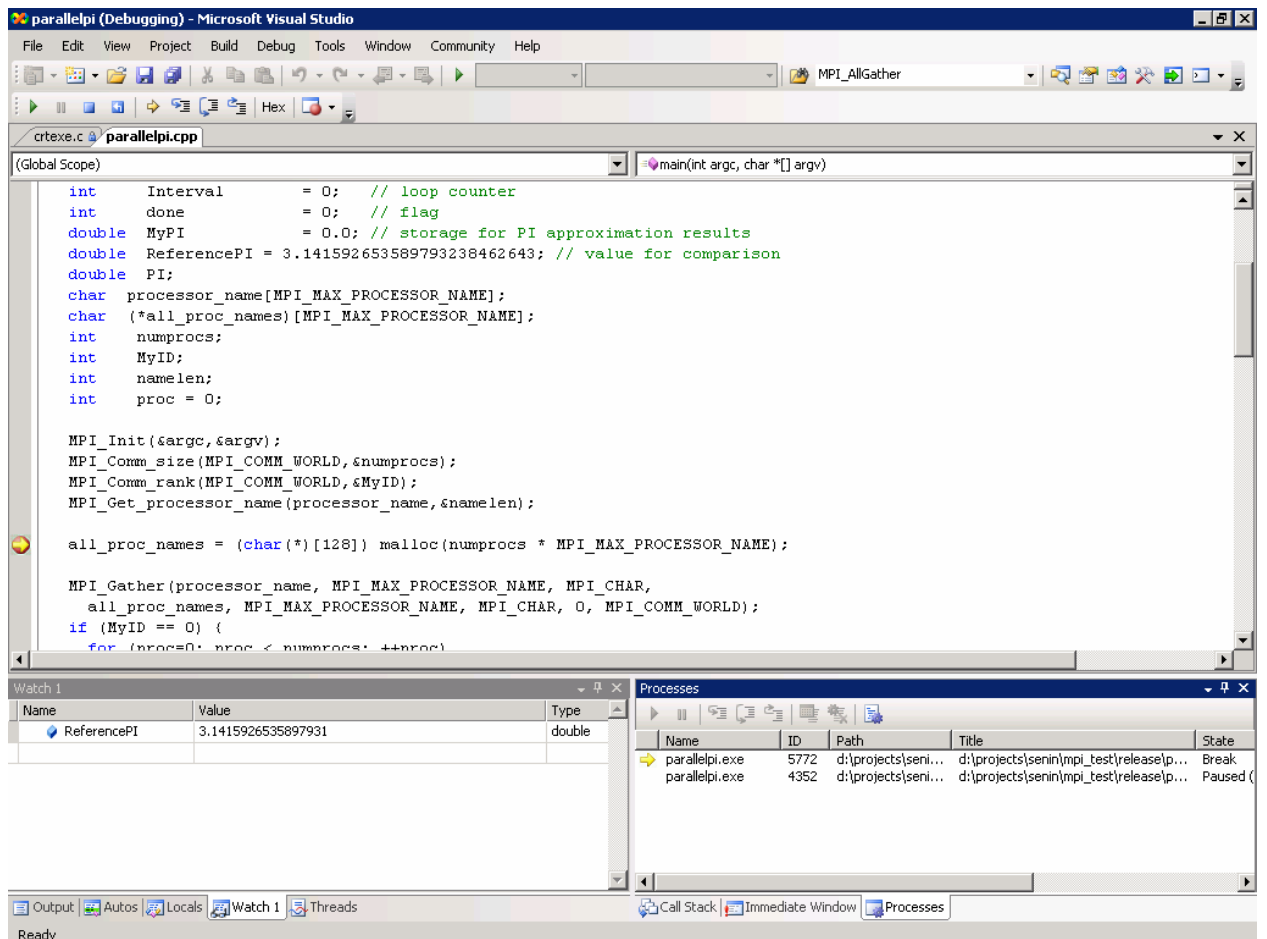 parallelpi (Debugging) - Microsoft Visual Studio
File Edit View Project Build Debug Tools Window Community Help
MPI_AllGather
Hex
crtexe.c parallelpi.cpp
(Global Scope) main(int argc, char *[] argv)
int Interval = 0; // loop counter
int done = 0; // flag
double MyPI = 0.0; // storage for PI approximation results
double ReferencePI = 3.141592653589793238462643; // value for comparison
double PI;
char processor_name[MPI_MAX_PROCESSOR_NAME];
char (*all_proc_names)[MPI_MAX_PROCESSOR_NAME];
int numprocs;
int MyID;
int namelen;
int proc = 0;
MPI_Init(&argc,&argv);
MPI_Comm_size(MPI_COMM_WORLD,&numprocs);
MPI_Comm_rank(MPI_COMM_WORLD,&MyID);
MPI_Get_processor_name(processor_name,&namelen);
all_proc_names = (char(*)[128]) malloc(numprocs * MPI_MAX_PROCESSOR_NAME);
MPI_Gather(processor_name, MPI_MAX_PROCESSOR_NAME, MPI_CHAR,
all_proc_names, MPI_MAX_PROCESSOR_NAME, MPI_CHAR, 0, MPI_COMM_WORLD);
if (MyID == 0) {
for (proc=0; proc < numprocs; ++proc)
Watch 1
Name Value Type
ReferencePI 3.1415926535897931 double
Processes
Name ID Path Title State
parallelpi.exe 5772 d:\projects\seni... d:\projects\senin\mpi_test\release\p... Break
parallelpi.exe 4352 d:\projects\seni... d:\projects\senin\mpi_test\release\p... Paused (
Output Autos Locals Watch 1 Threads
Call Stack Immediate Window Processes
Ready